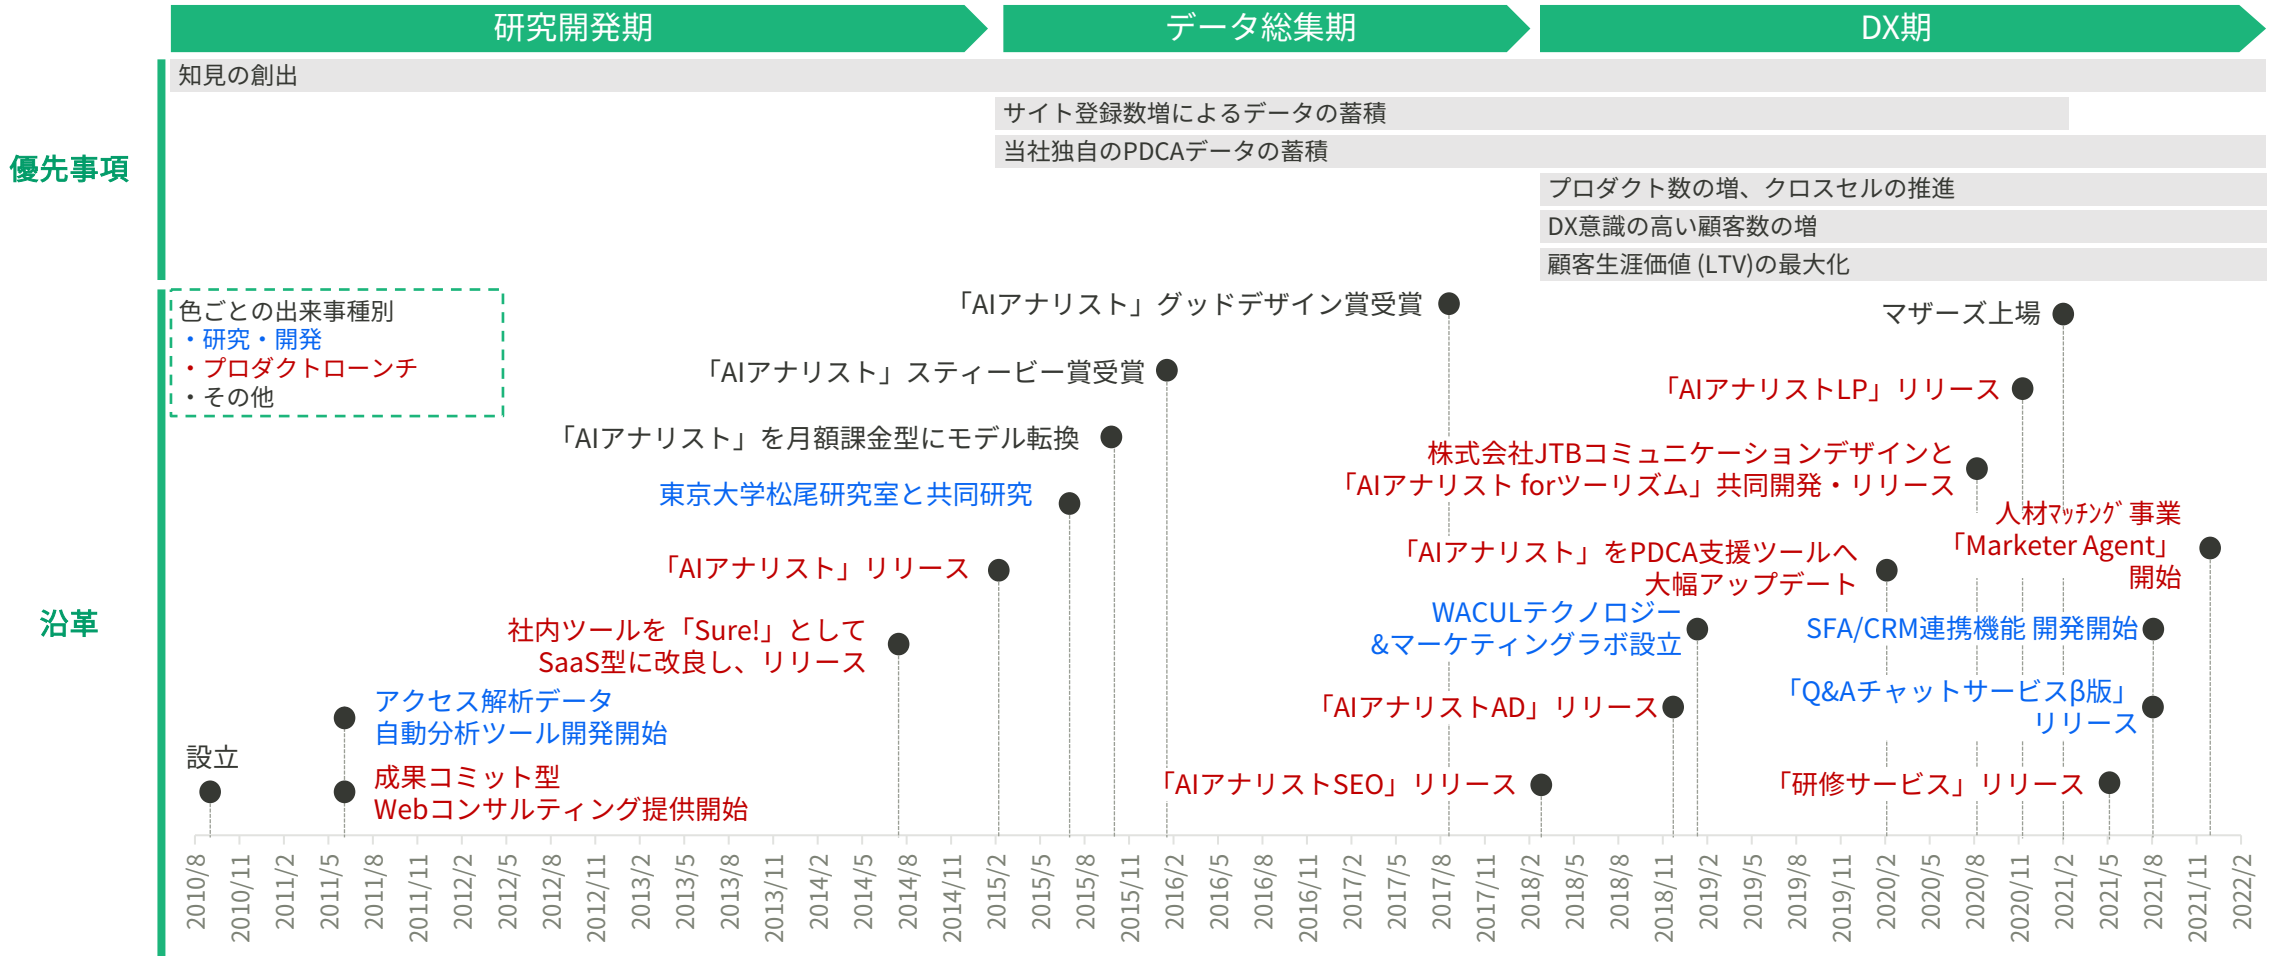 研究開発期
データ総集期
DX期
優先事項
知見の創出
サイト登録数増によるデータの蓄積
当社独自のPDCAデータの蓄積
プロダクト数の増、クロスセルの推進
DX意識の高い顧客数の増
顧客生涯価値 (LTV)の最大化
沿革
色ごとの出来事種別
・研究・開発
・プロダクトローンチ
・その他
「AIアナリスト」グッドデザイン賞受賞
マザーズ上場
「AIアナリスト」スティービー賞受賞
「AIアナリストLP」リリース
「AIアナリスト」を月額課金型にモデル転換
株式会社JTBコミュニケーションデザインと
「AIアナリスト forツーリズム」共同開発・リリース
東京大学松尾研究室と共同研究
人材ﾏｯﾁﾝｸﾞ事業
「Marketer Agent」
開始
「AIアナリスト」リリース
「AIアナリスト」をPDCA支援ツールへ
大幅アップデート
社内ツールを「Sure!」として
SaaS型に改良し、リリース
WACULテクノロジー
&マーケティングラボ設立
SFA/CRM連携機能 開発開始
アクセス解析データ
自動分析ツール開発開始
「AIアナリストAD」リリース
「Q&Aチャットサービスβ版」
リリース
設立
成果コミット型
Webコンサルティング提供開始
「AIアナリストSEO」リリース
「研修サービス」リリース
2010/8
2010/11
2011/2
2011/5
2011/8
2011/11
2012/2
2012/5
2012/8
2012/11
2013/2
2013/5
2013/8
2013/11
2014/2
2014/5
2014/8
2014/11
2015/2
2015/5
2015/8
2015/11
2016/2
2016/5
2016/8
2016/11
2017/2
2017/5
2017/8
2017/11
2018/2
2018/5
2018/8
2018/11
2019/2
2019/5
2019/8
2019/11
2020/2
2020/5
2020/8
2020/11
2021/2
2021/5
2021/8
2021/11
2022/2